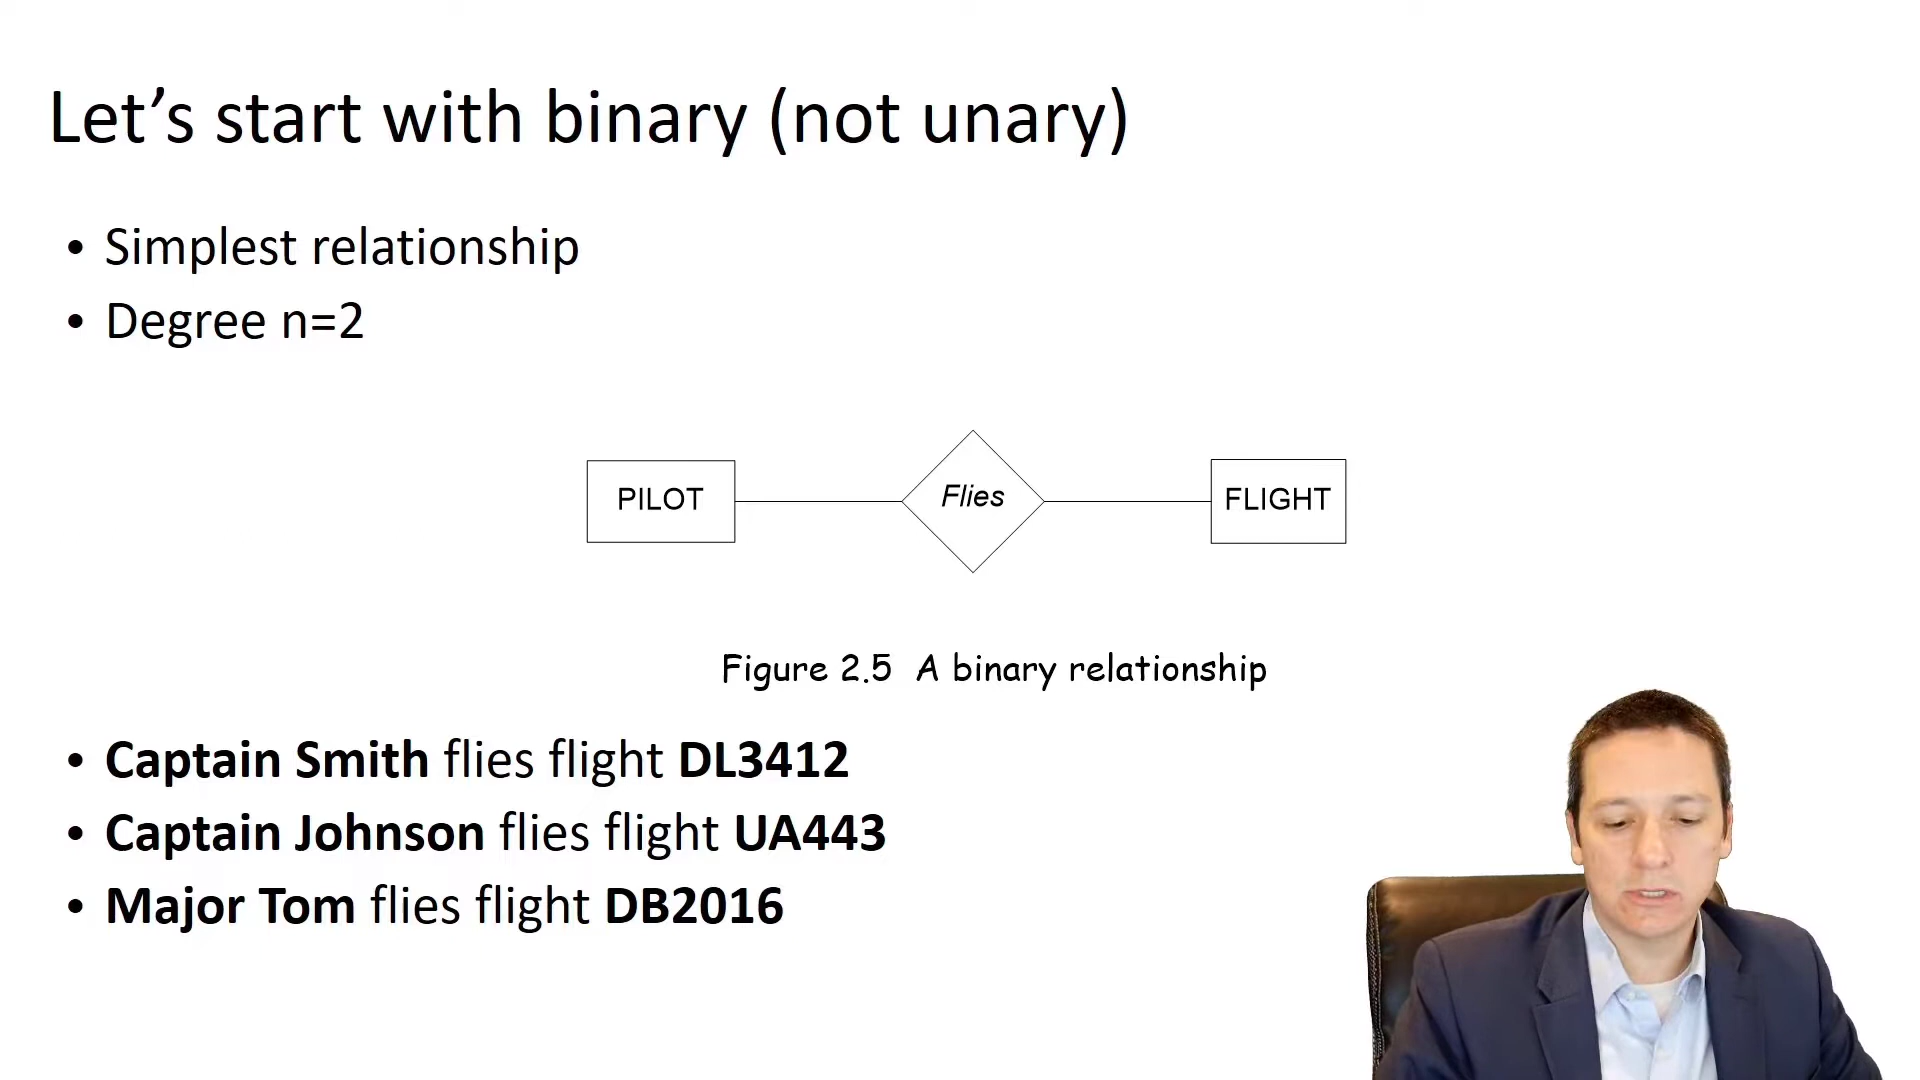 Let’s start with binary (not unary)
• Simplest relationship
• Degree n=2
PILOT
Flies
FLIGHT
Figure 2.5 A binary relationship
• Captain Smith flies flight DL3412
• Captain Johnson flies flight UA443
• Major Tom flies flight DB2016